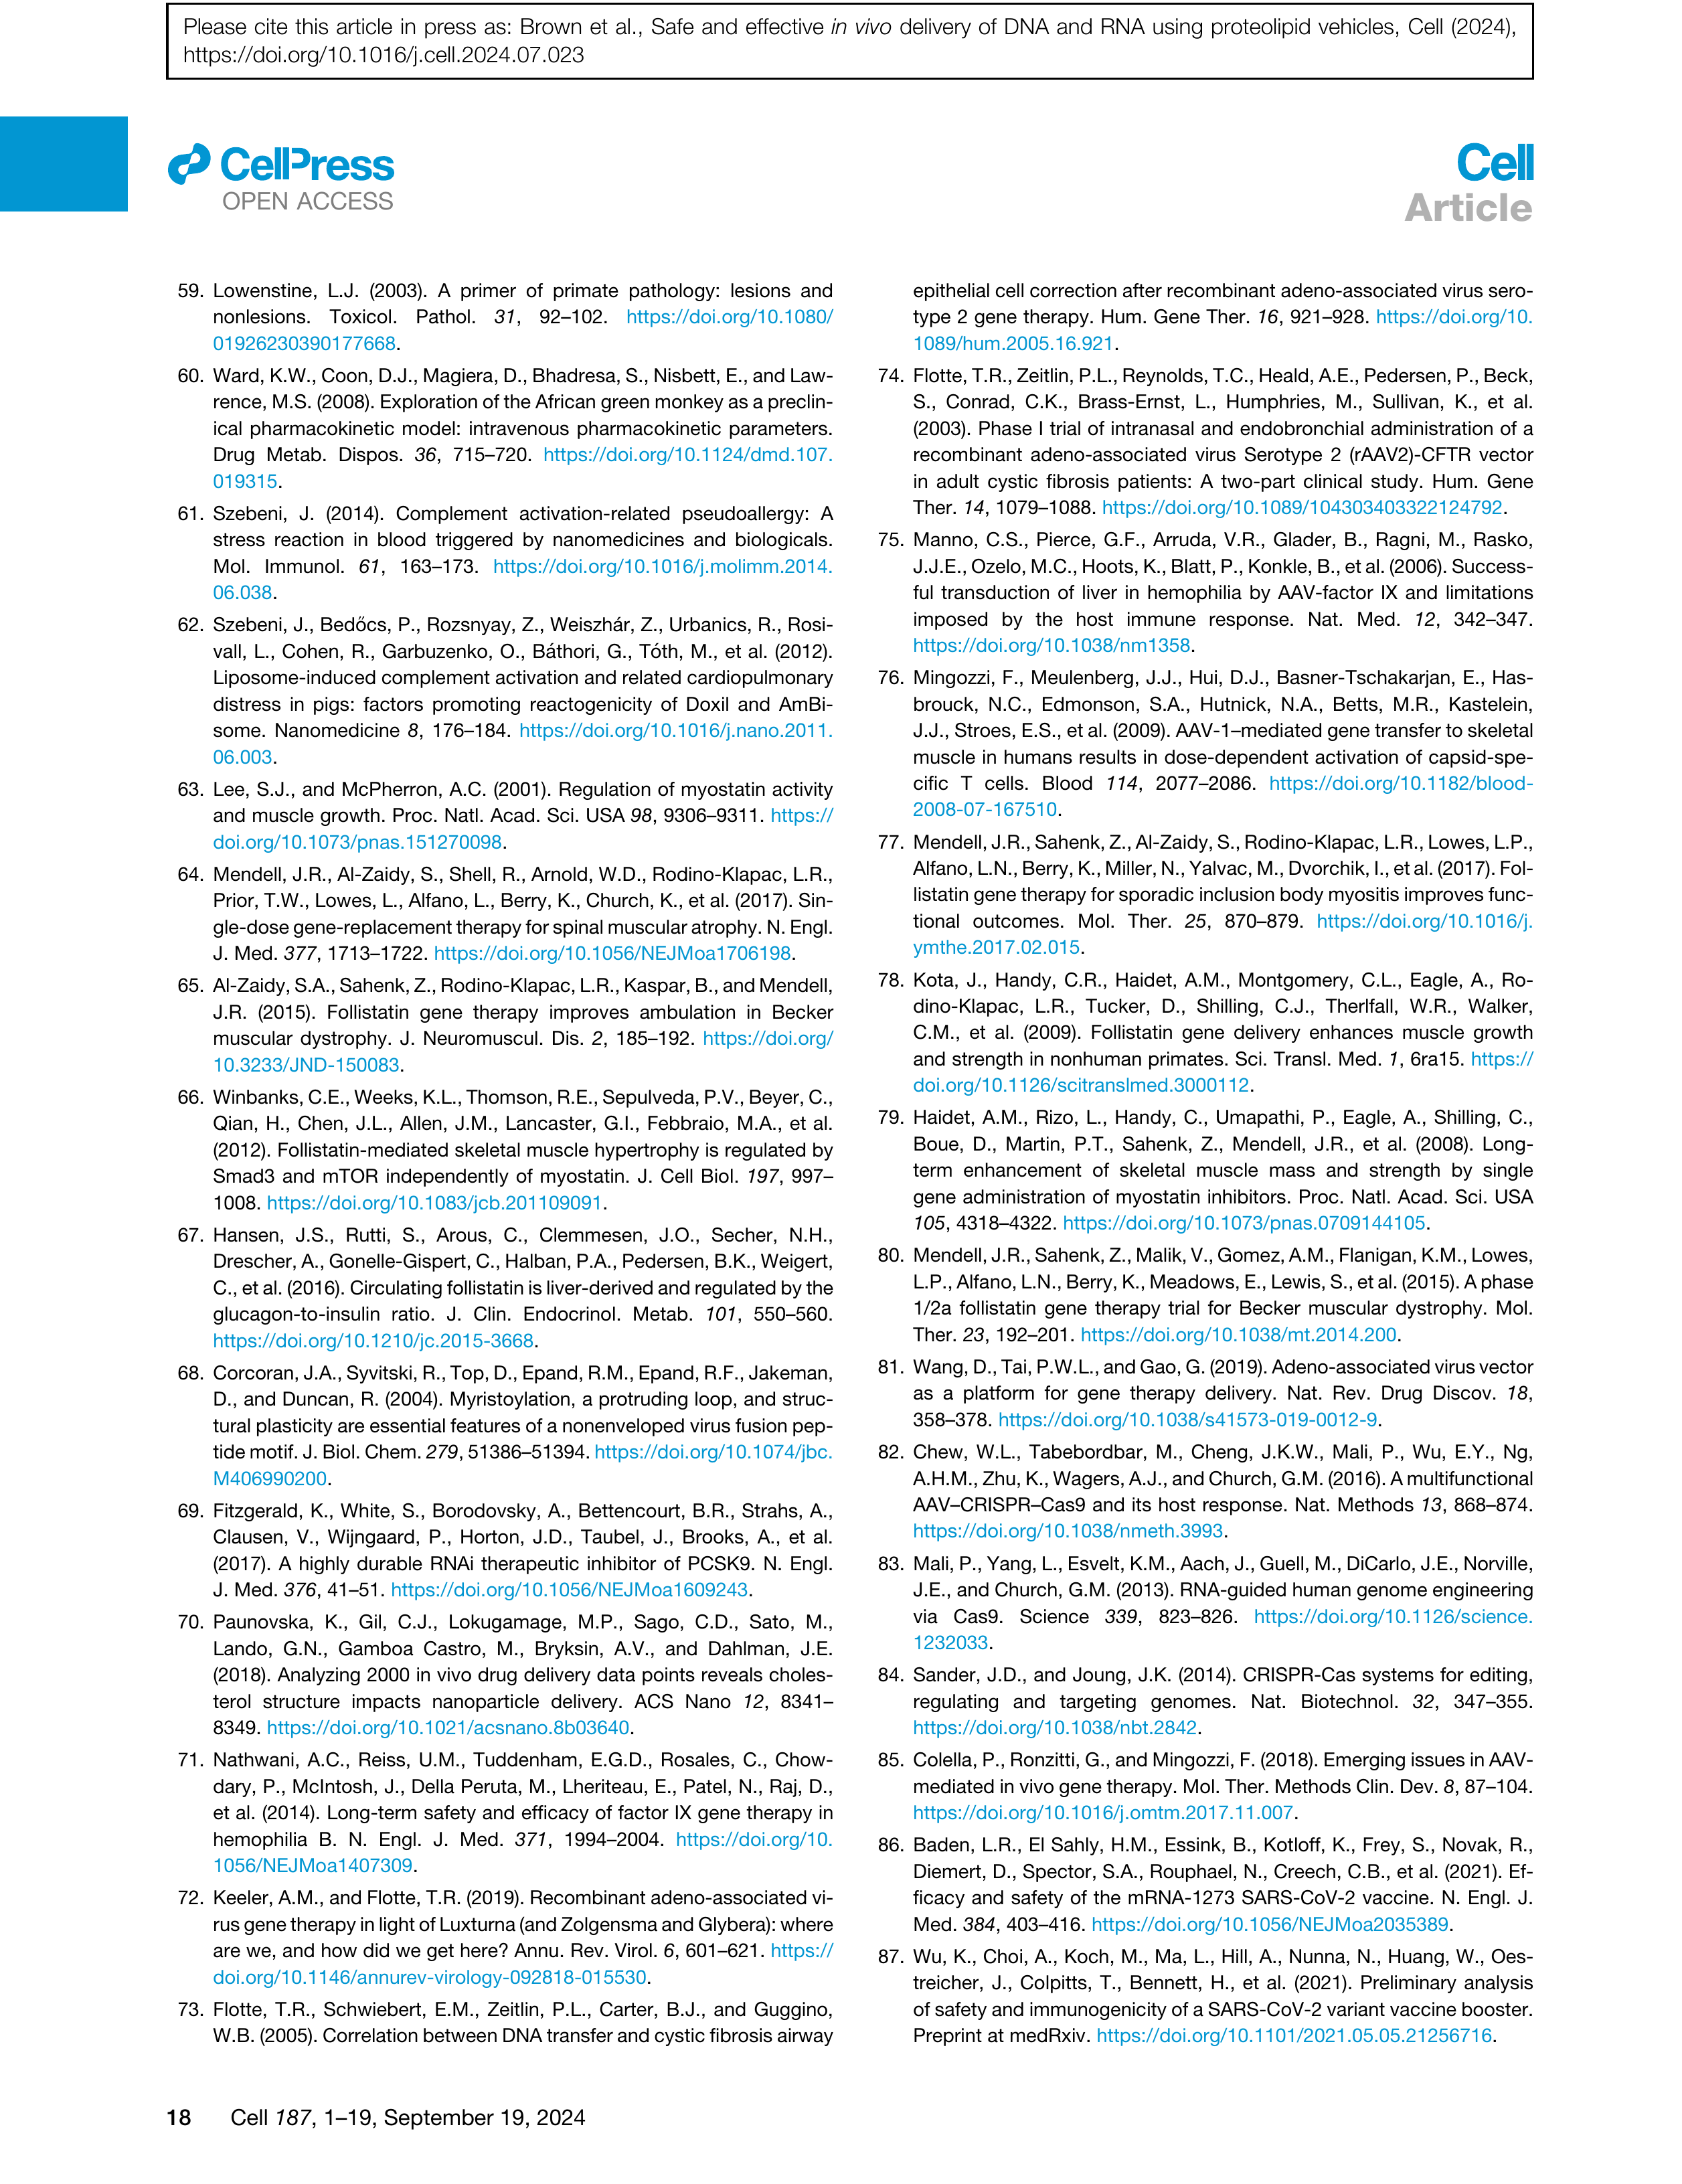 Please cite this article in press as: Brown et al., Safe and effective in vivo delivery of DNA and RNA using proteolipid vehicles, Cell (2024),
https://doi.org/10.1016/j.cell.2024.07.023
CellPress
OPEN ACCESS
Cell
Article
59. Lowenstine, L.J. (2003). A primer of primate pathology: lesions and
nonlesions. Toxicol. Pathol. 31, 92–102. https://doi.org/10.1080/
01926230390177668.
60. Ward, K.W., Coon, D.J., Magiera, D., Bhadresa, S., Nisbett, E., and Law-
rence, M.S. (2008). Exploration of the African green monkey as a preclin-
ical pharmacokinetic model: intravenous pharmacokinetic parameters.
Drug Metab. Dispos. 36, 715–720. https://doi.org/10.1124/dmd.107.
019315.
61. Szebeni, J. (2014). Complement activation-related pseudoallergy: A
stress reaction in blood triggered by nanomedicines and biologicals.
Mol. Immunol. 61, 163–173. https://doi.org/10.1016/j.molimm.2014.
06.038.
62. Szebeni, J., Bedőcs, P., Rozsnyay, Z., Weiszhár, Z., Urbanics, R., Rosi-
vall, L., Cohen, R., Garbuzenko, O., Báthori, G., Tóth, M., et al. (2012).
Liposome-induced complement activation and related cardiopulmonary
distress in pigs: factors promoting reactogenicity of Doxil and AmBi-
some. Nanomedicine 8, 176–184. https://doi.org/10.1016/j.nano.2011.
06.003.
63. Lee, S.J., and McPherron, A.C. (2001). Regulation of myostatin activity
and muscle growth. Proc. Natl. Acad. Sci. USA 98, 9306–9311. https://
doi.org/10.1073/pnas.151270098.
64. Mendell, J.R., Al-Zaidy, S., Shell, R., Arnold, W.D., Rodino-Klapac, L.R.,
Prior, T.W., Lowes, L., Alfano, L., Berry, K., Church, K., et al. (2017). Sin-
gle-dose gene-replacement therapy for spinal muscular atrophy. N. Engl.
J. Med. 377, 1713–1722. https://doi.org/10.1056/NEJMoa1706198.
65. Al-Zaidy, S.A., Sahenk, Z., Rodino-Klapac, L.R., Kaspar, B., and Mendell,
J.R. (2015). Follistatin gene therapy improves ambulation in Becker
muscular dystrophy. J. Neuromuscul. Dis. 2, 185–192. https://doi.org/
10.3233/JND-150083.
66. Winbanks, C.E., Weeks, K.L., Thomson, R.E., Sepulveda, P.V., Beyer, C.,
Qian, H., Chen, J.L., Allen, J.M., Lancaster, G.I., Febbraio, M.A., et al.
(2012). Follistatin-mediated skeletal muscle hypertrophy is regulated by
Smad3 and mTOR independently of myostatin. J. Cell Biol. 197, 997–
1008. https://doi.org/10.1083/jcb.201109091.
67. Hansen, J.S., Rutti, S., Arous, C., Clemmesen, J.O., Secher, N.H.,
Drescher, A., Gonelle-Gispert, C., Halban, P.A., Pedersen, B.K., Weigert,
C., et al. (2016). Circulating follistatin is liver-derived and regulated by the
glucagon-to-insulin ratio. J. Clin. Endocrinol. Metab. 101, 550–560.
https://doi.org/10.1210/jc.2015-3668.
68. Corcoran, J.A., Syvitski, R., Top, D., Epand, R.M., Epand, R.F., Jakeman,
D., and Duncan, R. (2004). Myristoylation, a protruding loop, and struc-
tural plasticity are essential features of a nonenveloped virus fusion pep-
tide motif. J. Biol. Chem. 279, 51386–51394. https://doi.org/10.1074/jbc.
M406990200.
69. Fitzgerald, K., White, S., Borodovsky, A., Bettencourt, B.R., Strahs, A.,
Clausen, V., Wijngaard, P., Horton, J.D., Taubel, J., Brooks, A., et al.
(2017). A highly durable RNAi therapeutic inhibitor of PCSK9. N. Engl.
J. Med. 376, 41–51. https://doi.org/10.1056/NEJMoa1609243.
70. Paunovska, K., Gil, C.J., Lokugamage, M.P., Sago, C.D., Sato, M.,
Lando, G.N., Gamboa Castro, M., Bryksin, A.V., and Dahlman, J.E.
(2018). Analyzing 2000 in vivo drug delivery data points reveals choles-
terol structure impacts nanoparticle delivery. ACS Nano 12, 8341–
8349. https://doi.org/10.1021/acsnano.8b03640.
71. Nathwani, A.C., Reiss, U.M., Tuddenham, E.G.D., Rosales, C., Chow-
dary, P., McIntosh, J., Della Peruta, M., Lheriteau, E., Patel, N., Raj, D.,
et al. (2014). Long-term safety and efficacy of factor IX gene therapy in
hemophilia B. N. Engl. J. Med. 371, 1994–2004. https://doi.org/10.
1056/NEJMoa1407309.
72. Keeler, A.M., and Flotte, T.R. (2019). Recombinant adeno-associated vi-
rus gene therapy in light of Luxturna (and Zolgensma and Glybera): where
are we, and how did we get here? Annu. Rev. Virol. 6, 601–621. https://
doi.org/10.1146/annurev-virology-092818-015530.
73. Flotte, T.R., Schwiebert, E.M., Zeitlin, P.L., Carter, B.J., and Guggino,
W.B. (2005). Correlation between DNA transfer and cystic fibrosis airway
epithelial cell correction after recombinant adeno-associated virus sero-
type 2 gene therapy. Hum. Gene Ther. 16, 921–928. https://doi.org/10.
1089/hum.2005.16.921.
74. Flotte, T.R., Zeitlin, P.L., Reynolds, T.C., Heald, A.E., Pedersen, P., Beck,
S., Conrad, C.K., Brass-Ernst, L., Humphries, M., Sullivan, K., et al.
(2003). Phase I trial of intranasal and endobronchial administration of a
recombinant adeno-associated virus Serotype 2 (rAAV2)-CFTR vector
in adult cystic fibrosis patients: A two-part clinical study. Hum. Gene
Ther. 14, 1079–1088. https://doi.org/10.1089/104303403322124792.
75. Manno, C.S., Pierce, G.F., Arruda, V.R., Glader, B., Ragni, M., Rasko,
J.J.E., Ozelo, M.C., Hoots, K., Blatt, P., Konkle, B., et al. (2006). Success-
ful transduction of liver in hemophilia by AAV-factor IX and limitations
imposed by the host immune response. Nat. Med. 12, 342–347.
https://doi.org/10.1038/nm1358.
76. Mingozzi, F., Meulenberg, J.J., Hui, D.J., Basner-Tschakarjan, E., Has-
brouck, N.C., Edmonson, S.A., Hutnick, N.A., Betts, M.R., Kastelein,
J.J., Stroes, E.S., et al. (2009). AAV-1–mediated gene transfer to skeletal
muscle in humans results in dose-dependent activation of capsid-spe-
cific T cells. Blood 114, 2077–2086. https://doi.org/10.1182/blood-
2008-07-167510.
77. Mendell, J.R., Sahenk, Z., Al-Zaidy, S., Rodino-Klapac, L.R., Lowes, L.P.,
Alfano, L.N., Berry, K., Miller, N., Yalvac, M., Dvorchik, I., et al. (2017). Fol-
listatin gene therapy for sporadic inclusion body myositis improves func-
tional outcomes. Mol. Ther. 25, 870–879. https://doi.org/10.1016/j.
ymthe.2017.02.015.
78. Kota, J., Handy, C.R., Haidet, A.M., Montgomery, C.L., Eagle, A., Ro-
dino-Klapac, L.R., Tucker, D., Shilling, C.J., Therlfall, W.R., Walker,
C.M., et al. (2009). Follistatin gene delivery enhances muscle growth
and strength in nonhuman primates. Sci. Transl. Med. 1, 6ra15. https://
doi.org/10.1126/scitranslmed.3000112.
79. Haidet, A.M., Rizo, L., Handy, C., Umapathi, P., Eagle, A., Shilling, C.,
Boue, D., Martin, P.T., Sahenk, Z., Mendell, J.R., et al. (2008). Long-
term enhancement of skeletal muscle mass and strength by single
gene administration of myostatin inhibitors. Proc. Natl. Acad. Sci. USA
105, 4318–4322. https://doi.org/10.1073/pnas.0709144105.
80. Mendell, J.R., Sahenk, Z., Malik, V., Gomez, A.M., Flanigan, K.M., Lowes,
L.P., Alfano, L.N., Berry, K., Meadows, E., Lewis, S., et al. (2015). A phase
1/2a follistatin gene therapy trial for Becker muscular dystrophy. Mol.
Ther. 23, 192–201. https://doi.org/10.1038/mt.2014.200.
81. Wang, D., Tai, P.W.L., and Gao, G. (2019). Adeno-associated virus vector
as a platform for gene therapy delivery. Nat. Rev. Drug Discov. 18,
358–378. https://doi.org/10.1038/s41573-019-0012-9.
82. Chew, W.L., Tabebordbar, M., Cheng, J.K.W., Mali, P., Wu, E.Y., Ng,
A.H.M., Zhu, K., Wagers, A.J., and Church, G.M. (2016). A multifunctional
AAV–CRISPR–Cas9 and its host response. Nat. Methods 13, 868–874.
https://doi.org/10.1038/nmeth.3993.
83. Mali, P., Yang, L., Esvelt, K.M., Aach, J., Guell, M., DiCarlo, J.E., Norville,
J.E., and Church, G.M. (2013). RNA-guided human genome engineering
via Cas9. Science 339, 823–826. https://doi.org/10.1126/science.
1232033.
84. Sander, J.D., and Joung, J.K. (2014). CRISPR-Cas systems for editing,
regulating and targeting genomes. Nat. Biotechnol. 32, 347–355.
https://doi.org/10.1038/nbt.2842.
85. Colella, P., Ronzitti, G., and Mingozzi, F. (2018). Emerging issues in AAV-
mediated in vivo gene therapy. Mol. Ther. Methods Clin. Dev. 8, 87–104.
https://doi.org/10.1016/j.omtm.2017.11.007.
86. Baden, L.R., El Sahly, H.M., Essink, B., Kotloff, K., Frey, S., Novak, R.,
Diemert, D., Spector, S.A., Rouphael, N., Creech, C.B., et al. (2021). Ef-
ficacy and safety of the mRNA-1273 SARS-CoV-2 vaccine. N. Engl. J.
Med. 384, 403–416. https://doi.org/10.1056/NEJMoa2035389.
87. Wu, K., Choi, A., Koch, M., Ma, L., Hill, A., Nunna, N., Huang, W., Oes-
treicher, J., Colpitts, T., Bennett, H., et al. (2021). Preliminary analysis
of safety and immunogenicity of a SARS-CoV-2 variant vaccine booster.
Preprint at medRxiv. https://doi.org/10.1101/2021.05.05.21256716.
18 Cell 187, 1–19, September 19, 2024